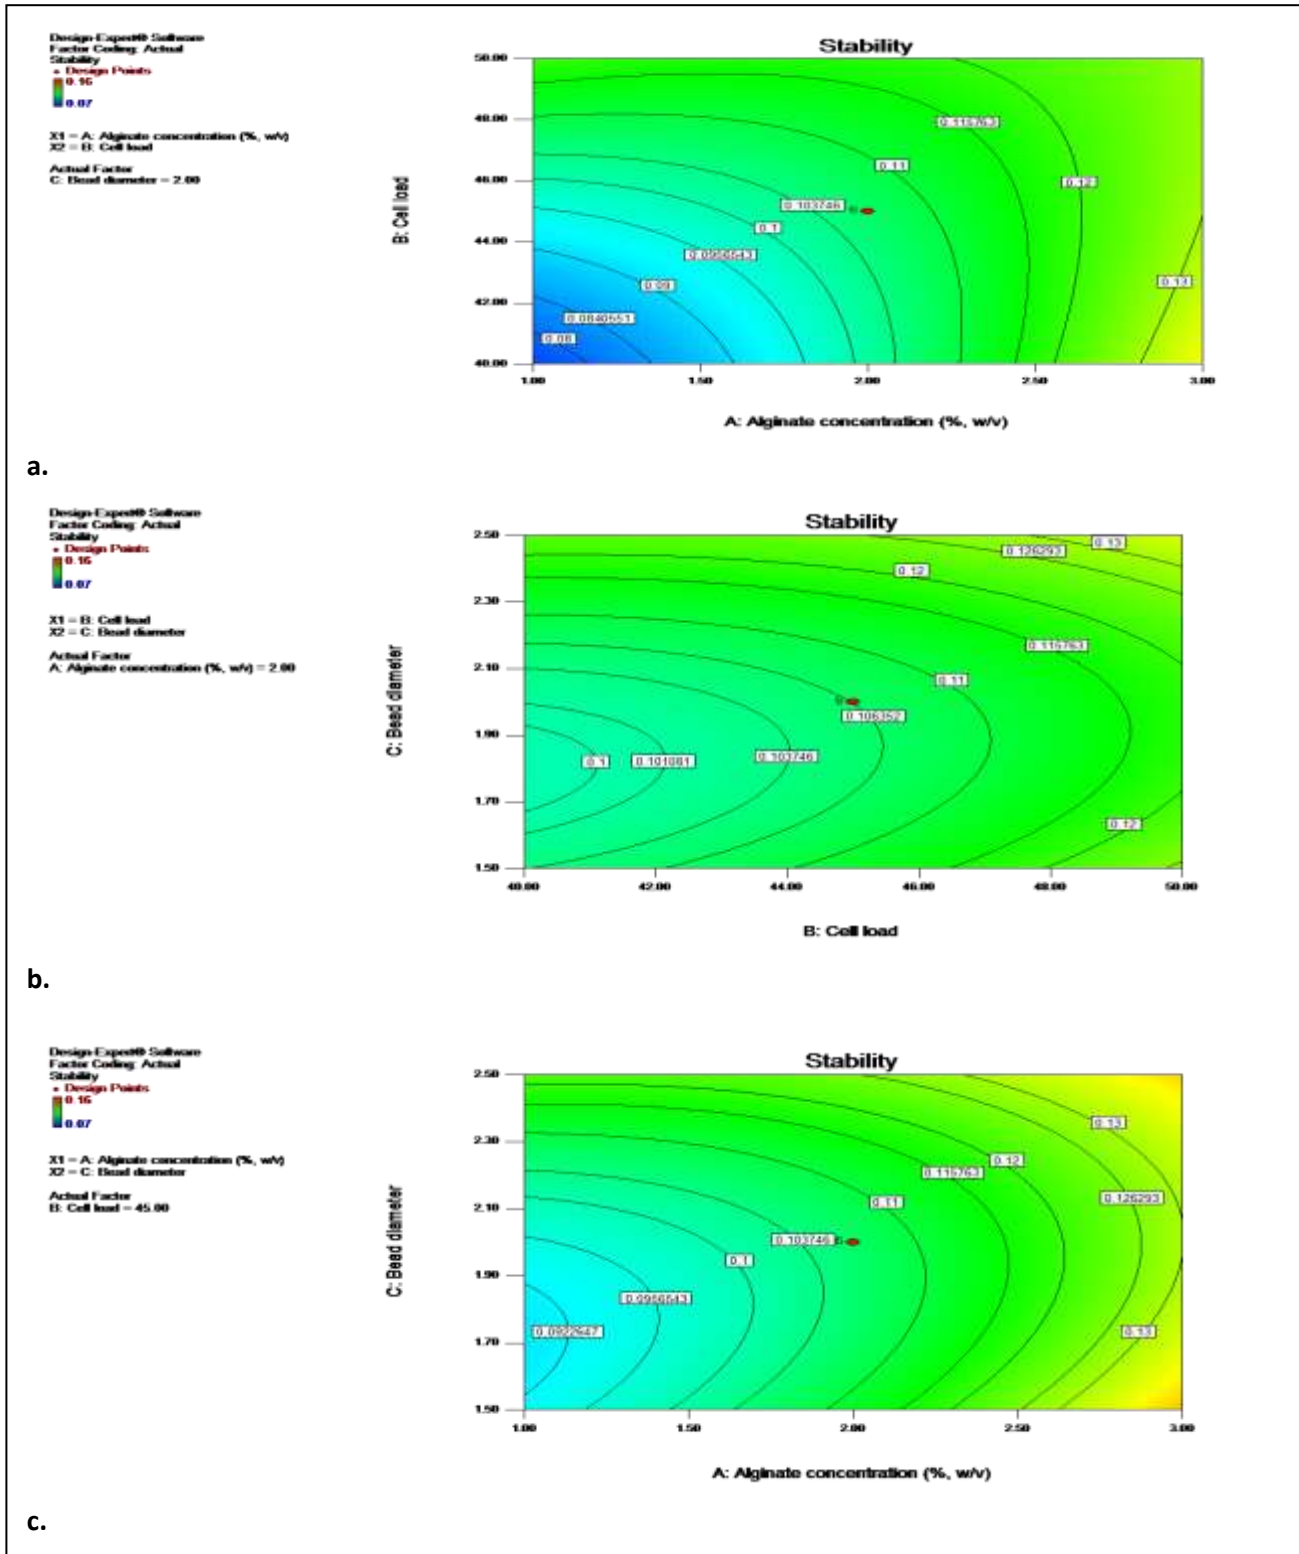 Design-Expert® Software
Factor Coding: Actual
Stability
Design Points
0.16
0.07
X1 = A: Alginate concentration (%, w/v)
X2 = B: Cell load
Actual Factor
C: Bead diameter = 2.00
Stability
B: Cell load
50.00
48.00
46.00
44.00
42.00
40.00
0.115763
0.11
0.12
0.103746
0.1
0.0956543
0.09
0.13
0.0840551
0.08
1.00 1.50 2.00 2.50 3.00
A: Alginate concentration (%, w/v)
a.
Design-Expert® Software
Factor Coding: Actual
Stability
Design Points
0.16
0.07
X1 = B: Cell load
X2 = C: Bead diameter
Actual Factor
A: Alginate concentration (%, w/v) = 2.00
Stability
C: Bead diameter
2.50
2.30
2.10
1.90
1.70
1.50
0.13
0.126293
0.12
0.115763
0.11
0.106352
0.103746
0.1
0.12
40.00 42.00 44.00 46.00 48.00 50.00
B: Cell load
b.
Design-Expert® Software
Factor Coding: Actual
Stability
Design Points
0.16
0.07
X1 = A: Alginate concentration (%, w/v)
X2 = C: Bead diameter
Actual Factor
B: Cell load = 45.00
Stability
C: Bead diameter
2.50
2.30
2.10
1.90
1.70
1.50
0.13
0.12
0.115763
0.126293
0.11
0.103746
0.1
0.0956543
0.0922647
0.13
1.00 1.50 2.00 2.50 3.00
A: Alginate concentration (%, w/v)
c.